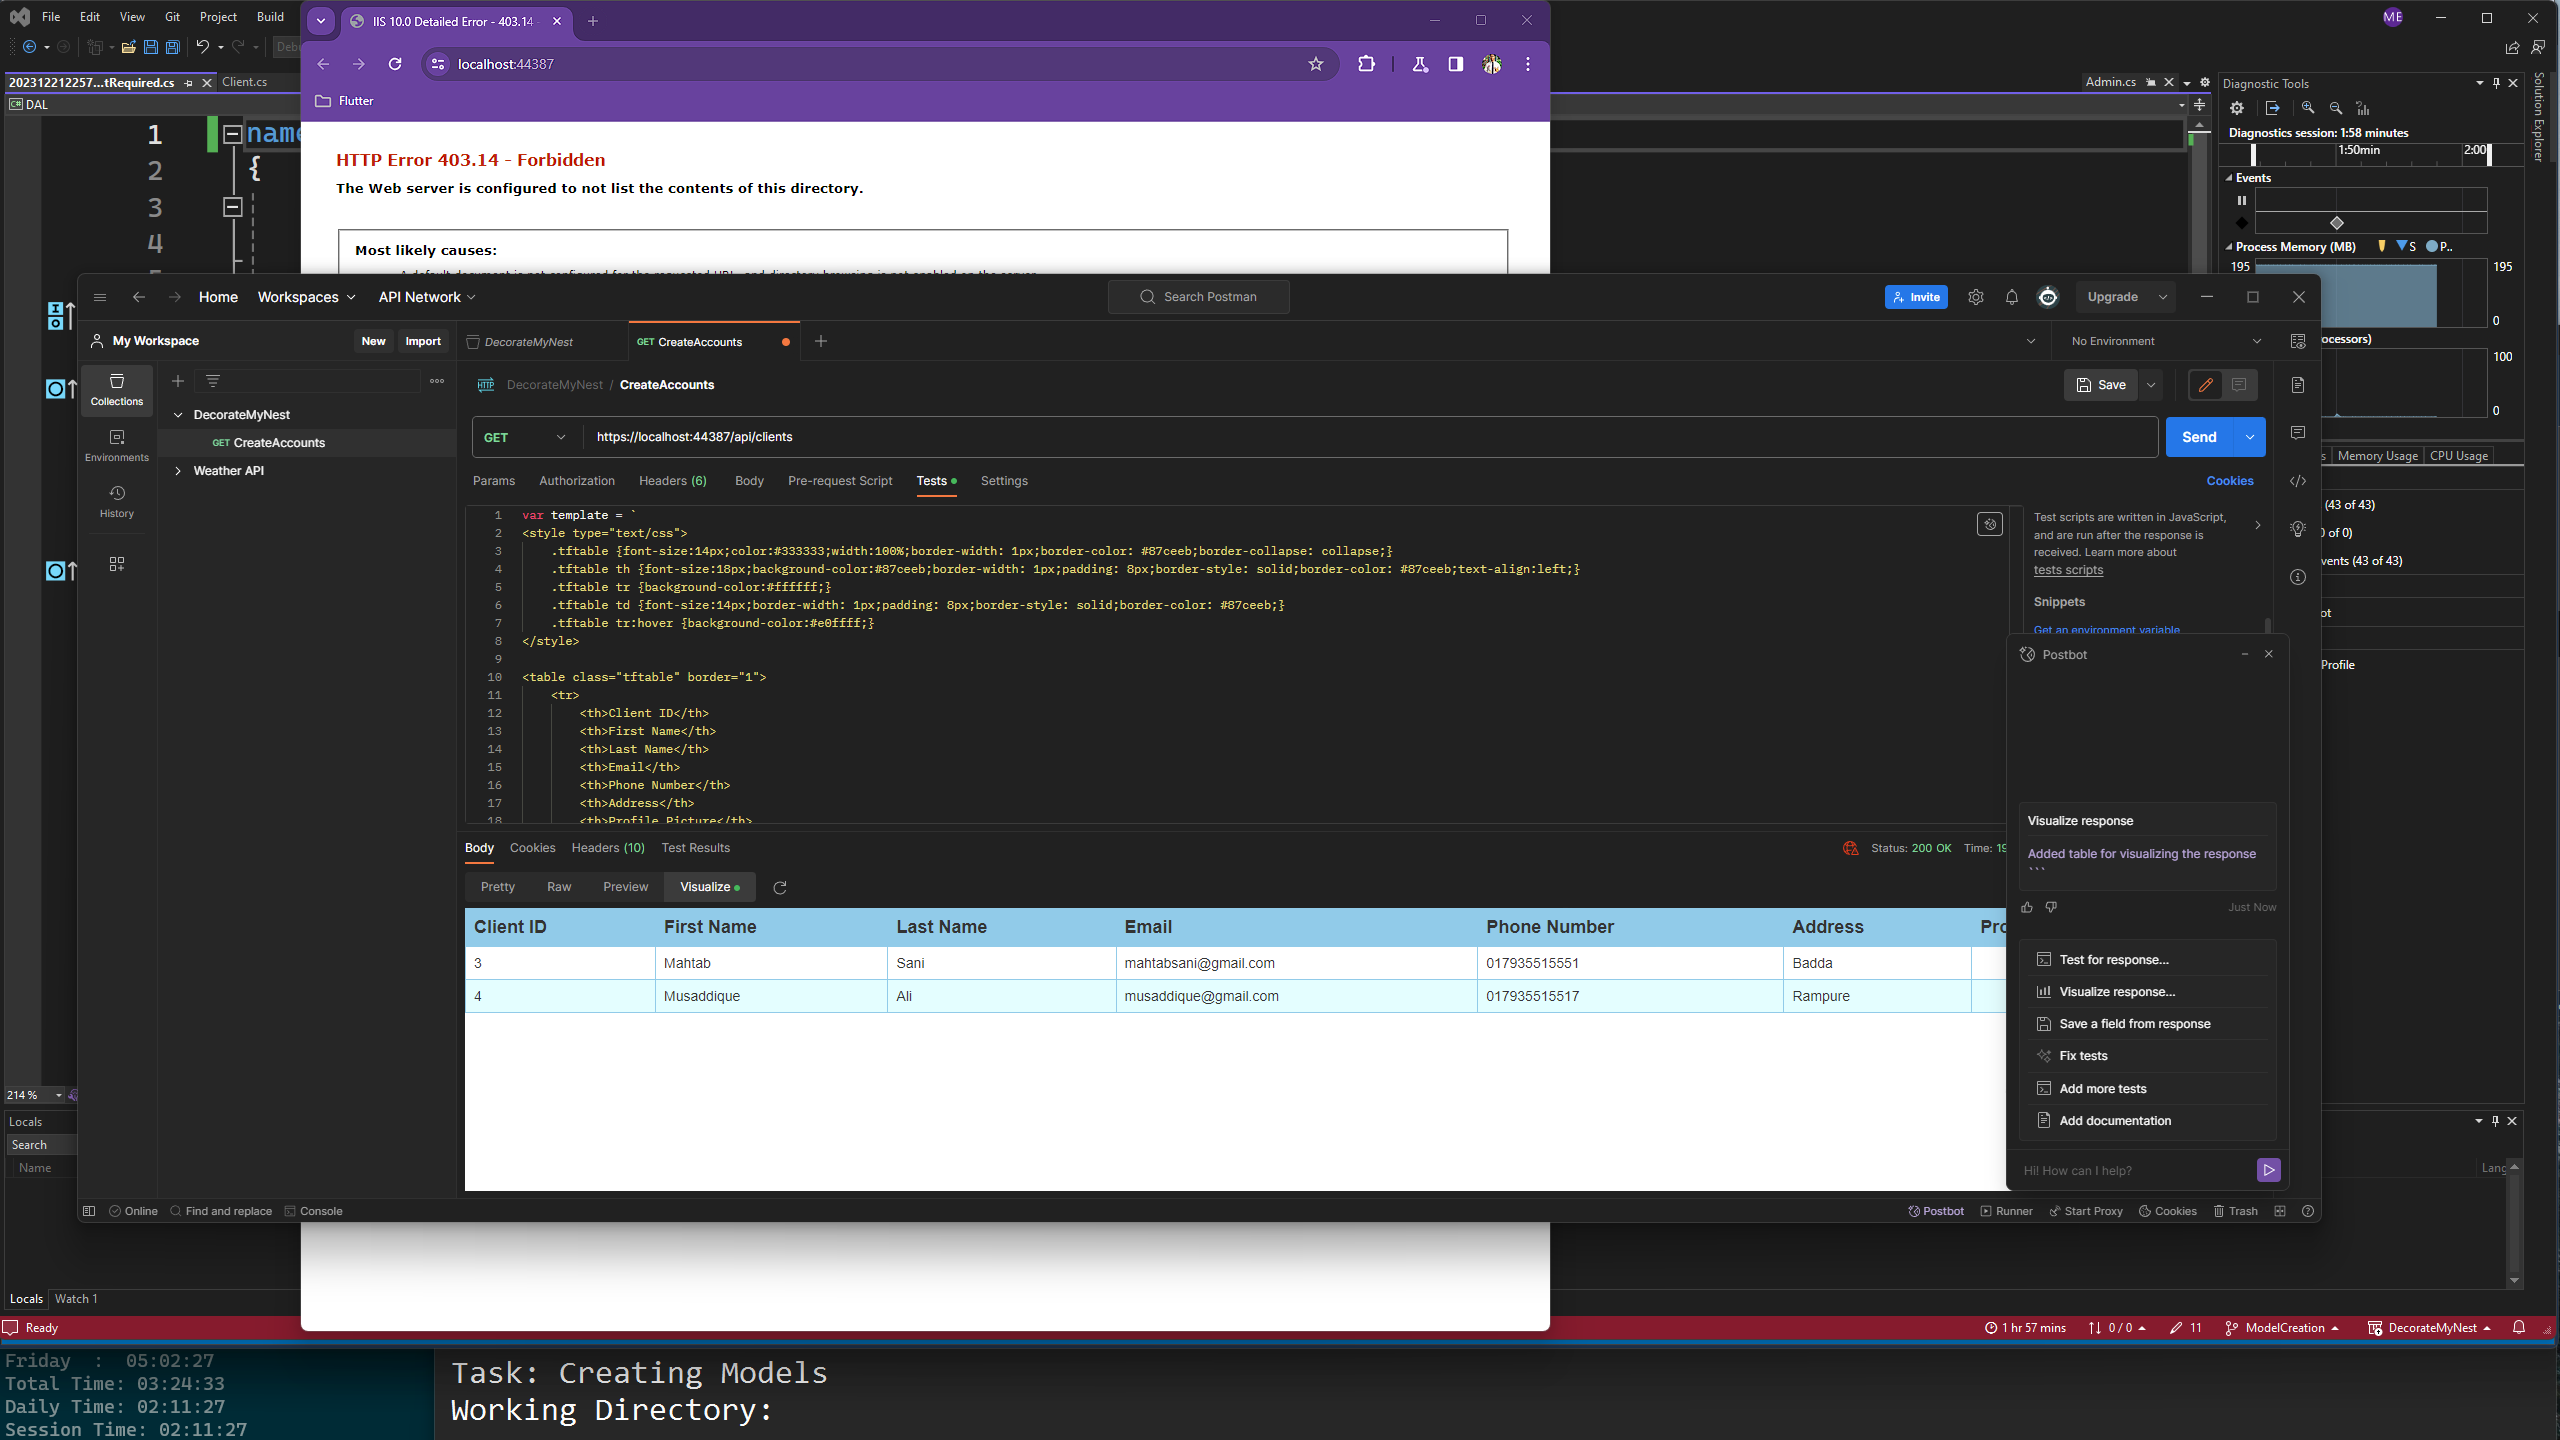 File Edit View Git Project Build
ME
202312212257...tRequired.cs Client.cs
Admin.cs
DAL
1 name
2 {
3
4
214 %
Locals
Search
Name
Locals Watch 1
Ready
1 hr 57 mins 0 / 0 11 ModelCreation DecorateMyNest
IIS 10.0 Detailed Error - 403.14 -
localhost:44387
Flutter
HTTP Error 403.14 - Forbidden
The Web server is configured to not list the contents of this directory.
Most likely causes:
Diagnostic Tools
Solution Explorer
Diagnostics session: 1:58 minutes
1:50min 2:00
Events
Process Memory (MB) S P..
195 195
0
ocessors)
100
0
Memory Usage CPU Usage
(43 of 43)
of 0)
vents (43 of 43)
ot
Profile
Lang
Home Workspaces API Network
Search Postman
Invite Upgrade
My Workspace New Import
DecorateMyNest
GET CreateAccounts
No Environment
Collections
Environments
History
DecorateMyNest
GET CreateAccounts
Weather API
HTTP DecorateMyNest / CreateAccounts
Save
GET https://localhost:44387/api/clients
Send
Params Authorization Headers (6) Body Pre-request Script Tests Settings
Cookies
1 var template = `
2 <style type="text/css">
3 .tftable {font-size:14px;color:#333333;width:100%;border-width: 1px;border-color: #87ceeb;border-collapse: collapse;}
4 .tftable th {font-size:18px;background-color:#87ceeb;border-width: 1px;padding: 8px;border-style: solid;border-color: #87ceeb;text-align:left;}
5 .tftable tr {background-color:#ffffff;}
6 .tftable td {font-size:14px;border-width: 1px;padding: 8px;border-style: solid;border-color: #87ceeb;}
7 .tftable tr:hover {background-color:#e0ffff;}
8 </style>
9
10 <table class="tftable" border="1">
11 <tr>
12 <th>Client ID</th>
13 <th>First Name</th>
14 <th>Last Name</th>
15 <th>Email</th>
16 <th>Phone Number</th>
17 <th>Address</th>
18 <th>Profile Picture</th>
Test scripts are written in JavaScript,
and are run after the response is
received. Learn more about
tests scripts
Snippets
Get an environment variable
Body Cookies Headers (10) Test Results
Status: 200 OK Time: 19
Pretty Raw Preview Visualize
Client ID First Name Last Name Email Phone Number Address Pro
3 Mahtab Sani mahtabsani@gmail.com 017935515551 Badda
4 Musaddique Ali musaddique@gmail.com 017935515517 Rampure
Postbot
Visualize response
Added table for visualizing the response
```
Just Now
Test for response...
Visualize response...
Save a field from response
Fix tests
Add more tests
Add documentation
Hi! How can I help?
Online Find and replace Console
Postbot Runner Start Proxy Cookies Trash
Friday : 05:02:27
Total Time: 03:24:33
Daily Time: 02:11:27
Session Time: 02:11:27
Task: Creating Models
Working Directory: